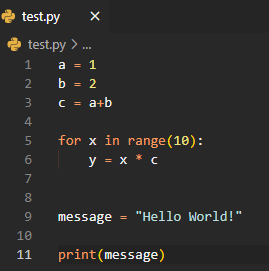 test.py ×
test.py > ...
1 a = 1
2 b = 2
3 c = a+b
4
5 for x in range(10):
6     y = x * c
7
8
9 message = "Hello World!"
10
11 print(message)